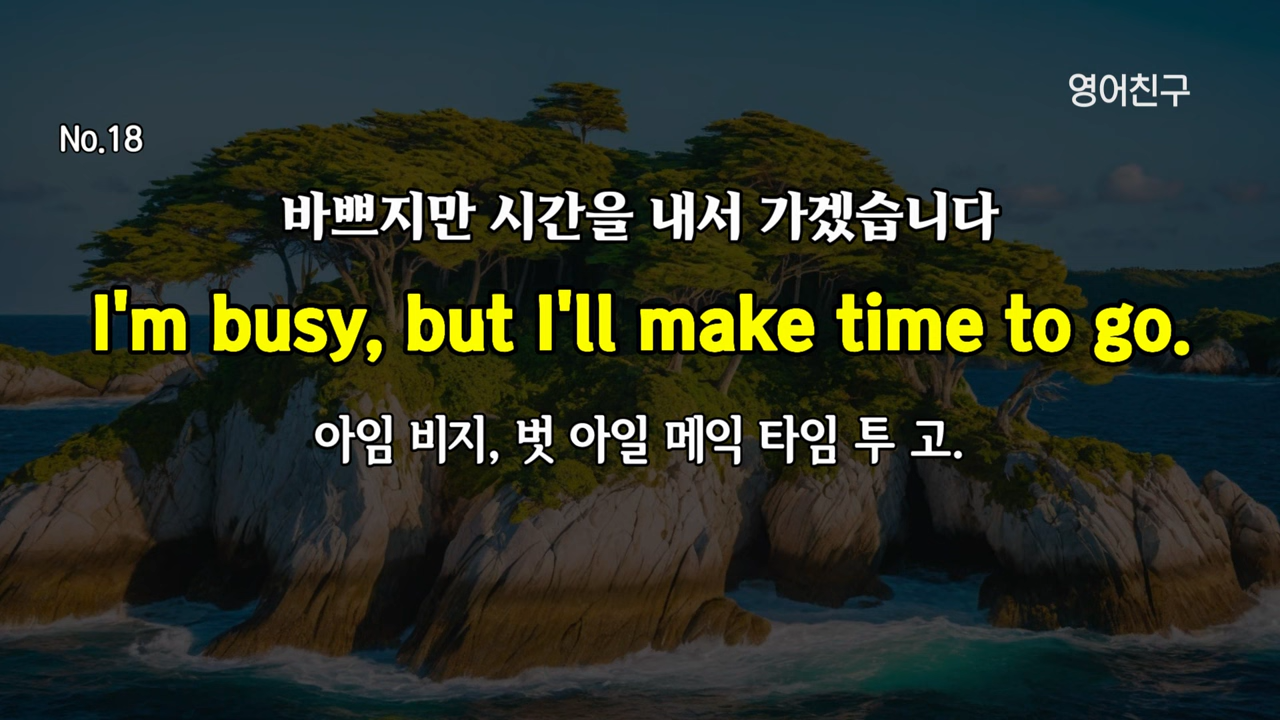 영어친구
No.18
바쁘지만 시간을 내서 가겠습니다
I'm busy, but I'll make time to go.
아임 비지, 벗 아일 메익 타임 투 고.